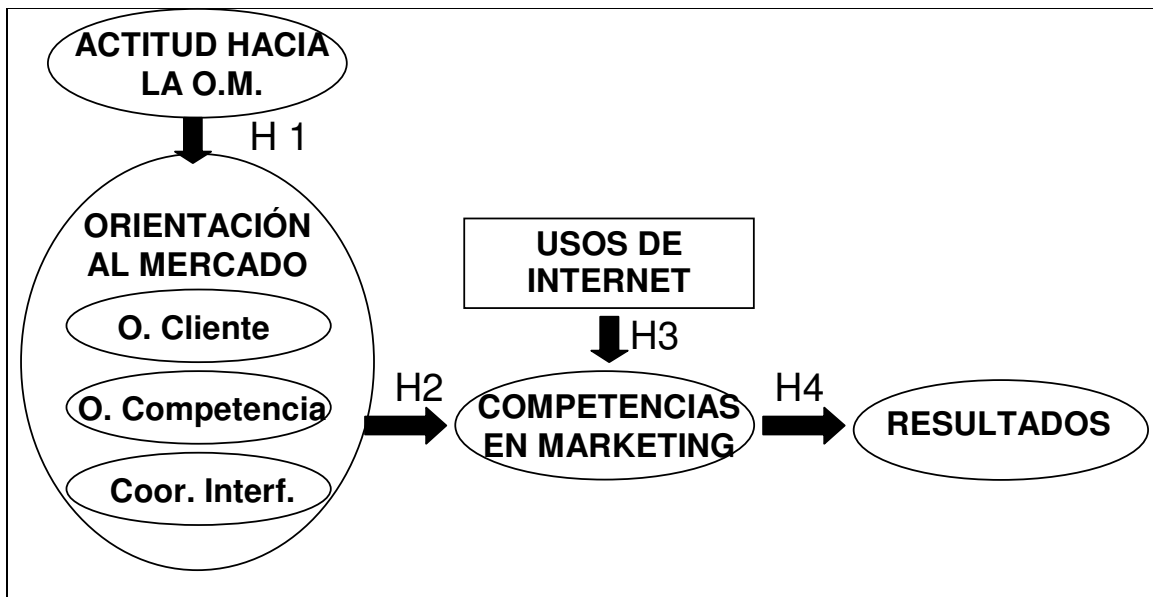 ACTITUD HACIA
LA O.M.
H 1
ORIENTACIÓN
AL MERCADO
O. Cliente
O. Competencia
Coor. Interf.
H2
USOS DE
INTERNET
H3
COMPETENCIAS
EN MARKETING
H4
RESULTADOS